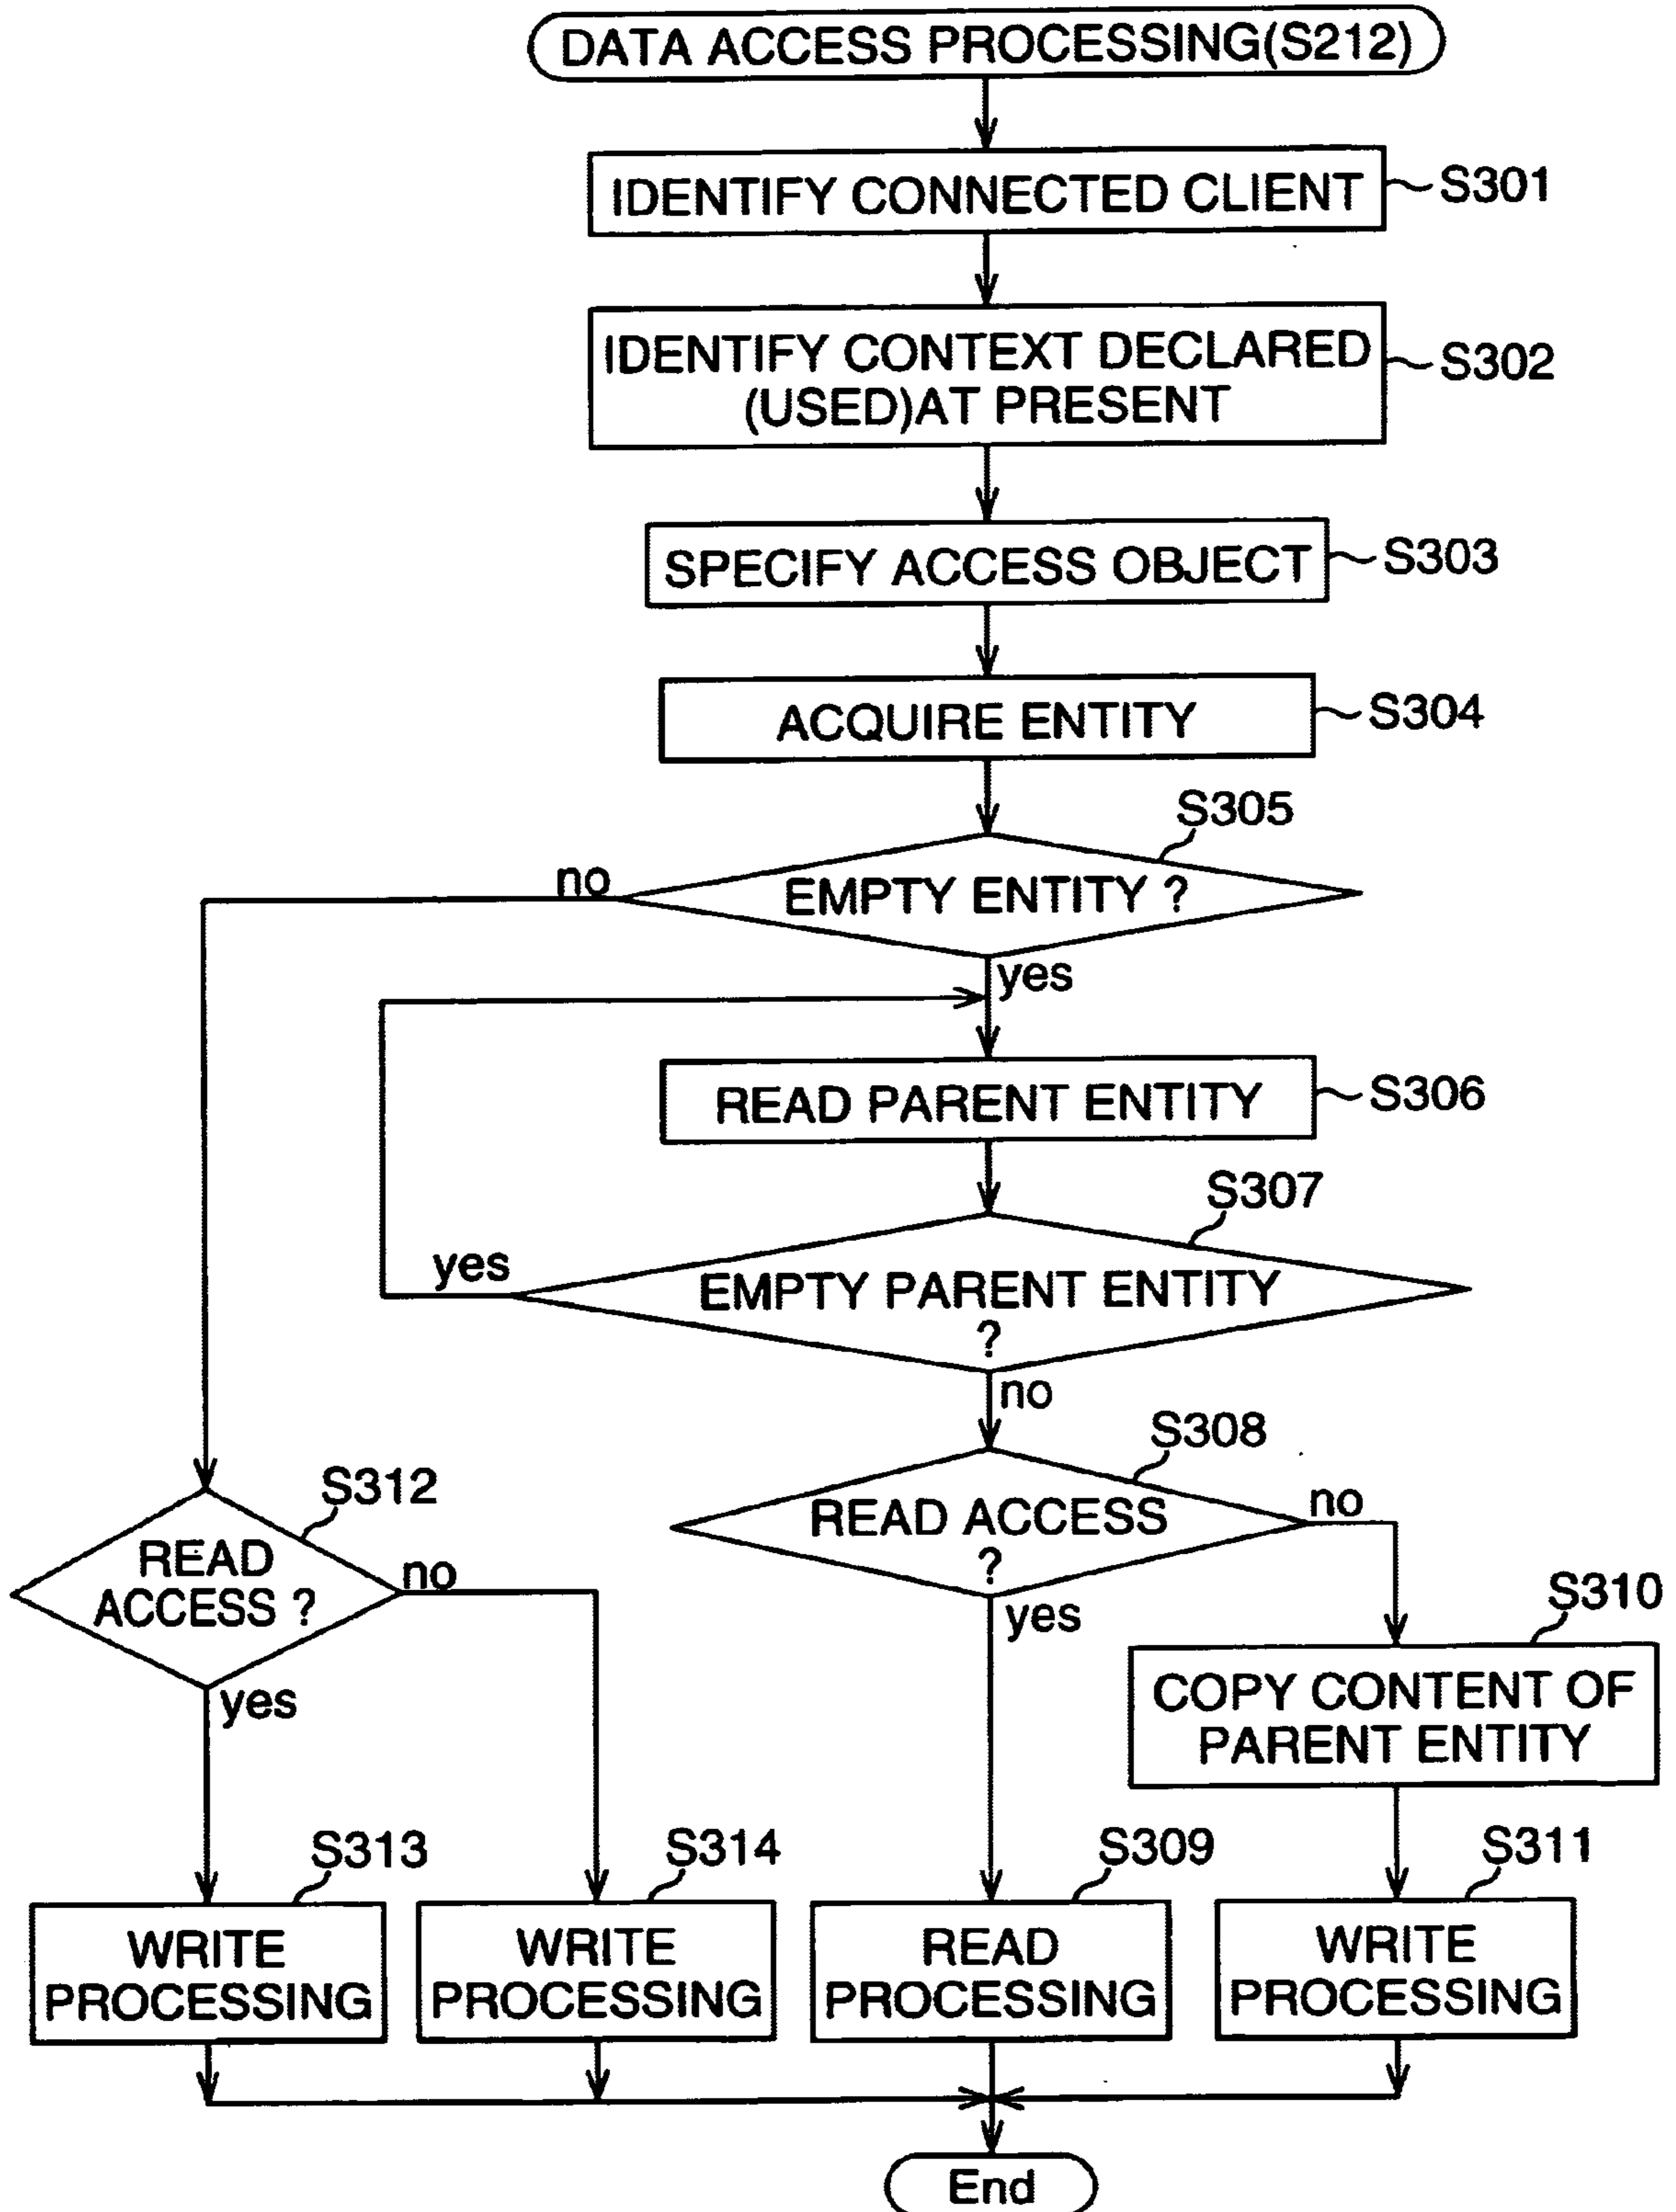 DATA ACCESS PROCESSING(S212)
IDENTIFY CONNECTED CLIENT
S301
IDENTIFY CONTEXT DECLARED
(USED)AT PRESENT
S302
SPECIFY ACCESS OBJECT
S303
ACQUIRE ENTITY
S304
S305
no
EMPTY ENTITY ?
yes
READ PARENT ENTITY
S306
S307
yes
EMPTY PARENT ENTITY
?
no
S308
READ ACCESS
?
no
yes
S312
READ
ACCESS ?
no
yes
S310
COPY CONTENT OF
PARENT ENTITY
S313
WRITE
PROCESSING
S314
WRITE
PROCESSING
S309
READ
PROCESSING
S311
WRITE
PROCESSING
End